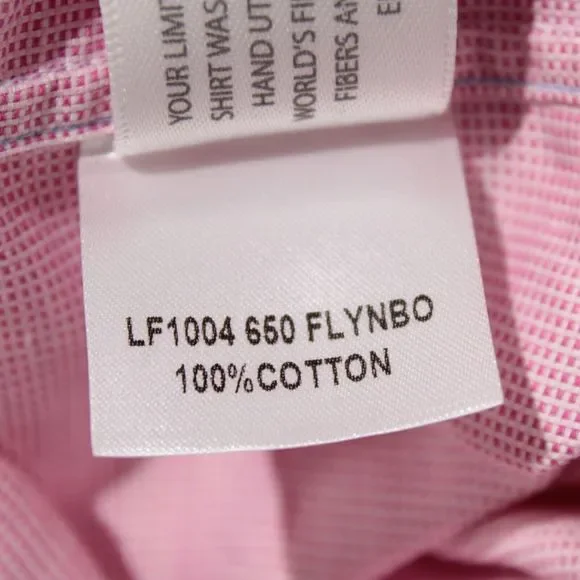 YOUR LIMIT
SHIRT WAS
HAND UT
WORLD'S FI
FIBERS AN
E
LF1004 650 FLYNBO
100%COTTON